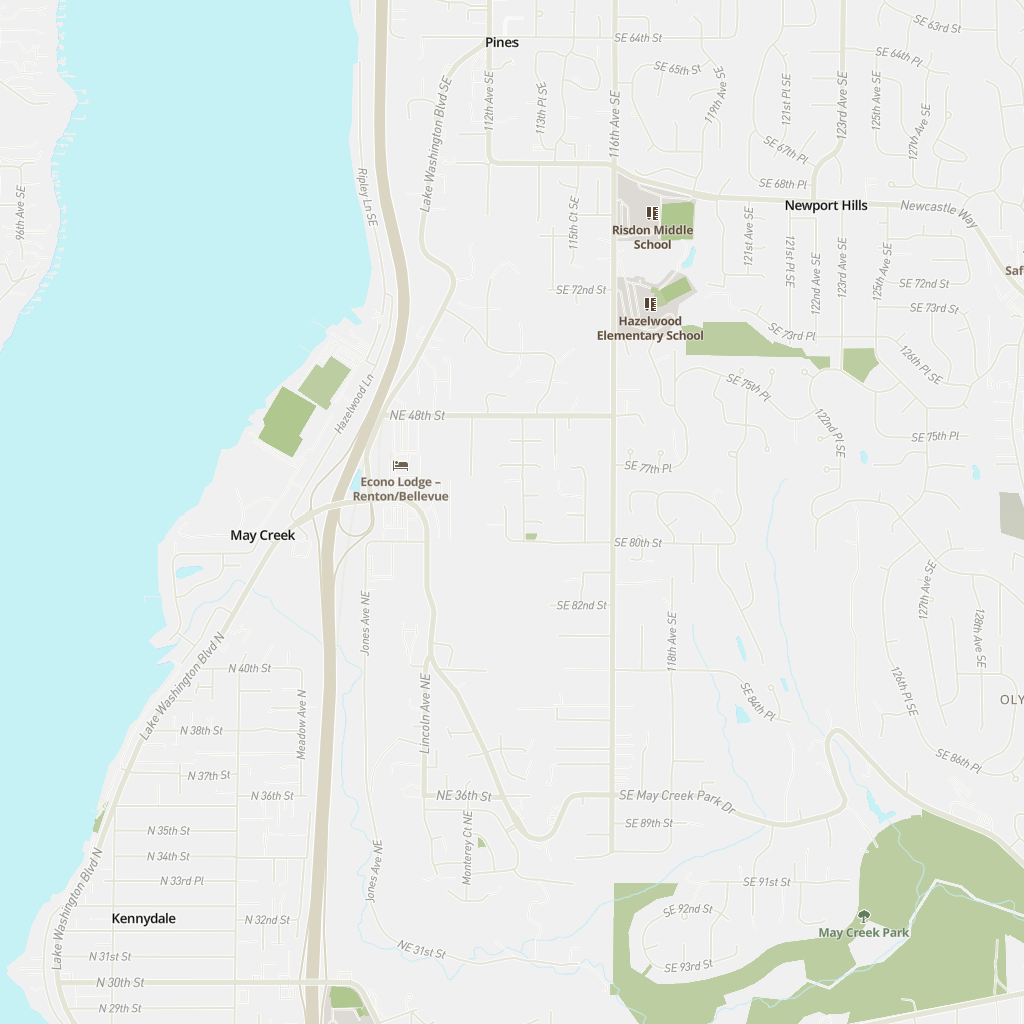 SE 63rd St
SE 64th St
Pines
SE 64th Pl
SE 65th St
119th Ave SE
121st Pl SE
123rd Ave SE
125th Ave SE
127th Ave SE
112th Ave SE
113th Pl SE
116th Ave SE
Lake Washington Blvd SE
SE 67th Pl
Ripley Ln SE
SE 68th Pl
96th Ave SE
Newport Hills
Newcastle Way
Risdon Middle
School
115th Ct SE
121st Ave SE
121st Pl SE
122nd Ave SE
123rd Ave SE
125th Ave SE
Saf
SE 72nd St
SE 72nd St
SE 73rd St
Hazelwood
Elementary School
SE 73rd Pl
126th Pl SE
SE 75th Pl
Hazelwood Ln
NE 48th St
122nd Pl SE
SE 75th Pl
SE 77th Pl
Econo Lodge –
Renton/Bellevue
May Creek
SE 80th St
127th Ave SE
128th Ave SE
Jones Ave NE
SE 82nd St
118th Ave SE
Lake Washington Blvd N
N 40th St
126th Pl SE
SE 84th Pl
OLY
Meadow Ave N
Lincoln Ave NE
N 38th St
SE 86th Pl
N 37th St
N 36th St
NE 36th St
SE May Creek Park Dr
SE 89th St
N 35th St
Monterey Ct NE
N 34th St
Jones Ave NE
N 33rd Pl
SE 91st St
Lake Washington Blvd N
SE 92nd St
Kennydale
N 32nd St
May Creek Park
NE 31st St
N 31st St
SE 93rd St
N 30th St
N 29th St